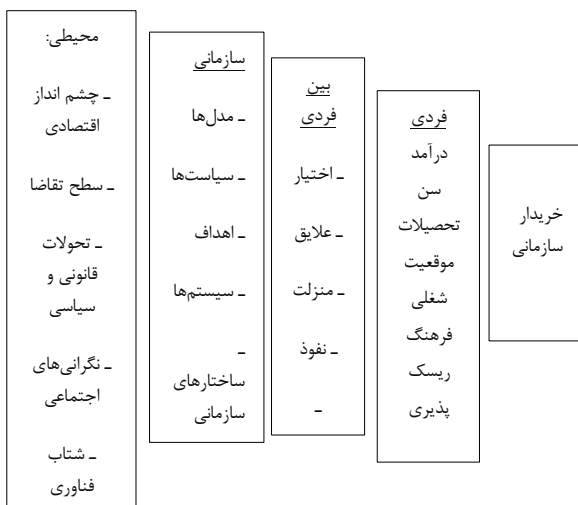 محیطی:
ـ چشم انداز
اقتصادی
ـ سطح تقاضا
ـ تحولات
قانونی و
سیاسی
ـ نگرانی‌های
اجتماعی
ـ شتاب
فناوری
سازمانی
ـ مدل‌ها
ـ سیاست‌ها
ـ اهداف
ـ سیستم‌ها
ـ
ساختارهای
سازمانی
بین
فردی
ـ اختیار
ـ علایق
ـ منزلت
ـ نفوذ
ـ
فردی
درآمد
سن
تحصیلات
موقعیت
شغلی
فرهنگ
ریسک
پذیری
خریدار
سازمانی